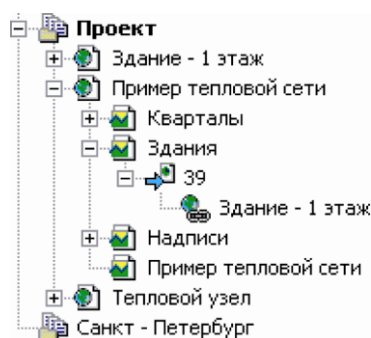 Проект
Здание - 1 этаж
Пример тепловой сети
Кварталы
Здания
39
Здание - 1 этаж
Надписи
Пример тепловой сети
Тепловой узел
Санкт - Петербург